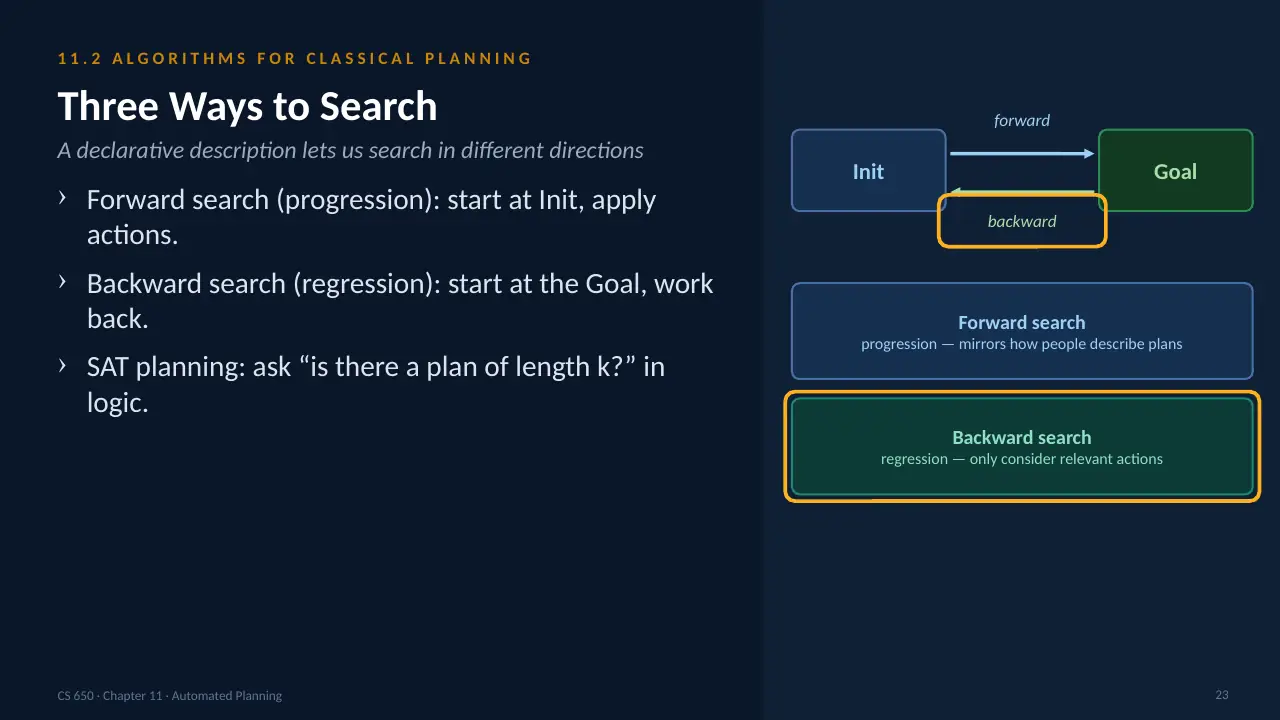 11.2 ALGORITHMS FOR CLASSICAL PLANNING
Three Ways to Search
A declarative description lets us search in different directions
› Forward search (progression): start at Init, apply
actions.
› Backward search (regression): start at the Goal, work
back.
› SAT planning: ask “is there a plan of length k?” in
logic.
forward
Init
Goal
backward
Forward search
progression — mirrors how people describe plans
Backward search
regression — only consider relevant actions
CS 650 · Chapter 11 · Automated Planning
23